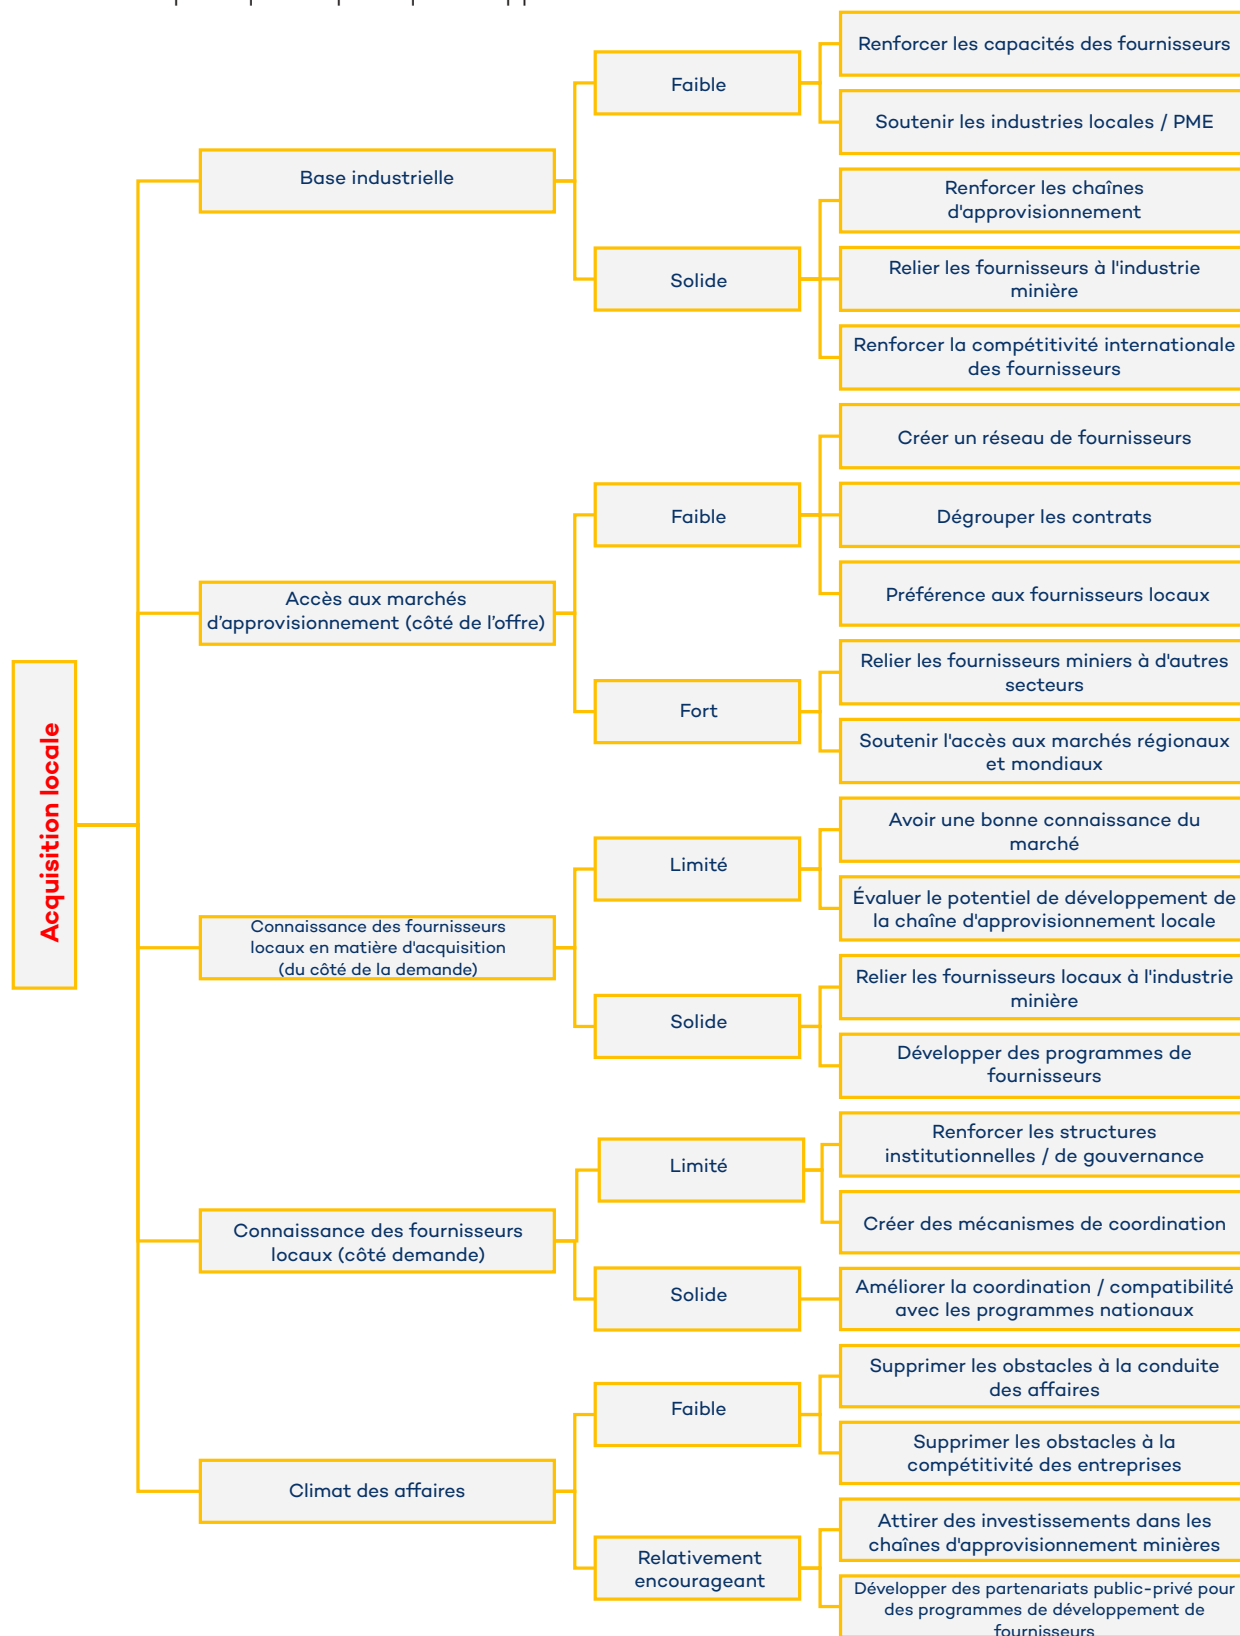 Acquisition locale
Base industrielle
Faible
Renforcer les capacités des fournisseurs
Soutenir les industries locales / PME
Solide
Renforcer les chaînes
d'approvisionnement
Relier les fournisseurs à l'industrie
minière
Renforcer la compétitivité internationale
des fournisseurs
Accès aux marchés
d’approvisionnement (côté de l’offre)
Faible
Créer un réseau de fournisseurs
Dégrouper les contrats
Préférence aux fournisseurs locaux
Fort
Relier les fournisseurs miniers à d'autres
secteurs
Soutenir l'accès aux marchés régionaux
et mondiaux
Connaissance des fournisseurs
locaux en matière d'acquisition
(du côté de la demande)
Limité
Avoir une bonne connaissance du
marché
Évaluer le potentiel de développement de
la chaîne d'approvisionnement locale
Solide
Relier les fournisseurs locaux à l'industrie
minière
Développer des programmes de
fournisseurs
Connaissance des fournisseurs
locaux (côté demande)
Limité
Renforcer les structures
institutionnelles / de gouvernance
Créer des mécanismes de coordination
Solide
Améliorer la coordination / compatibilité
avec les programmes nationaux
Climat des affaires
Faible
Supprimer les obstacles à la conduite
des affaires
Supprimer les obstacles à la
compétitivité des entreprises
Relativement
encourageant
Attirer des investissements dans les
chaînes d'approvisionnement minières
Développer des partenariats public-privé pour
des programmes de développement de
fournisseurs